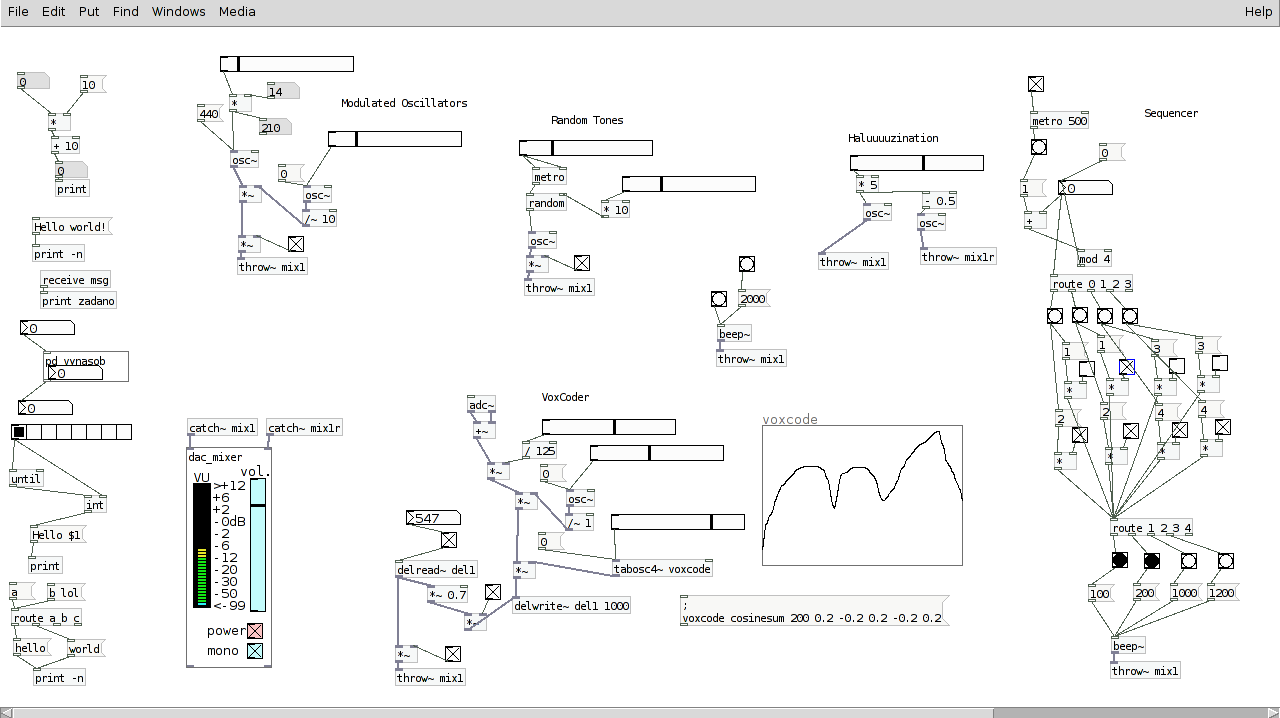 File Edit Put Find Windows Media Help
0
10
*
+ 10
0
print
Hello world!
print -n
receive msg
print zadano
0
pd vynasob
0
0
until
int
Hello $1
print
a
b lol
route a b c
hello
world
print -n
14
*
440
210
Modulated Oscillators
osc~
0
*~
osc~
/~ 10
*~
throw~ mix1
Random Tones
metro
random
* 10
osc~
*~
throw~ mix1
2000
beep~
throw~ mix1
Haluuuuzination
* 5
- 0.5
osc~
osc~
throw~ mix1
throw~ mix1r
catch~ mix1
catch~ mix1r
dac_mixer
vol.
VU
>+12
+6
+2
-0dB
-2
-6
-12
-20
-30
-50
<-99
power
mono
VoxCoder
adc~
+~
/ 125
*~
0
*~
osc~
/~ 1
0
547
*~
tabosc4~ voxcode
delread~ del1
*~ 0.7
delwrite~ del1 1000
*~
*~
throw~ mix1
voxcode
;
voxcode cosinesum 200 0.2 -0.2 0.2 -0.2 0.2
Sequencer
metro 500
0
1
0
+
mod 4
route 0 1 2 3
1
1
3
3
*
*
*
*
2
2
4
4
*
*
*
*
route 1 2 3 4
100
200
1000
1200
beep~
throw~ mix1